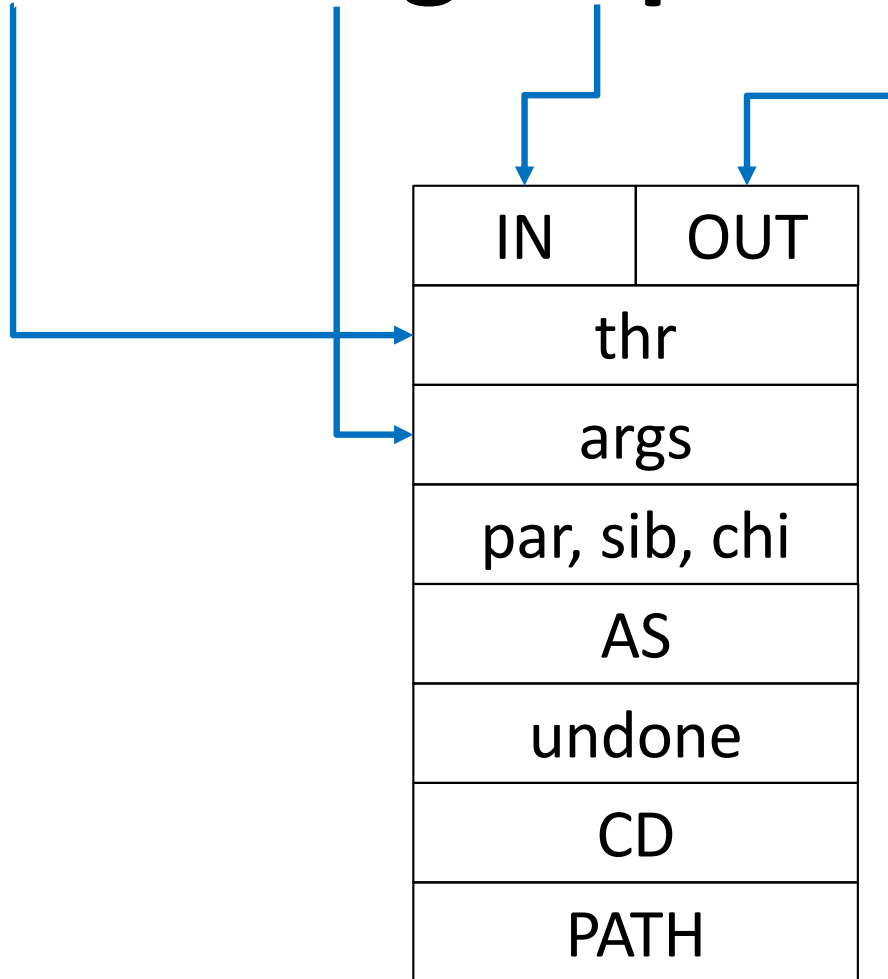 IN OUT
thr
args
par, sib, chi
AS
undone
CD
PATH